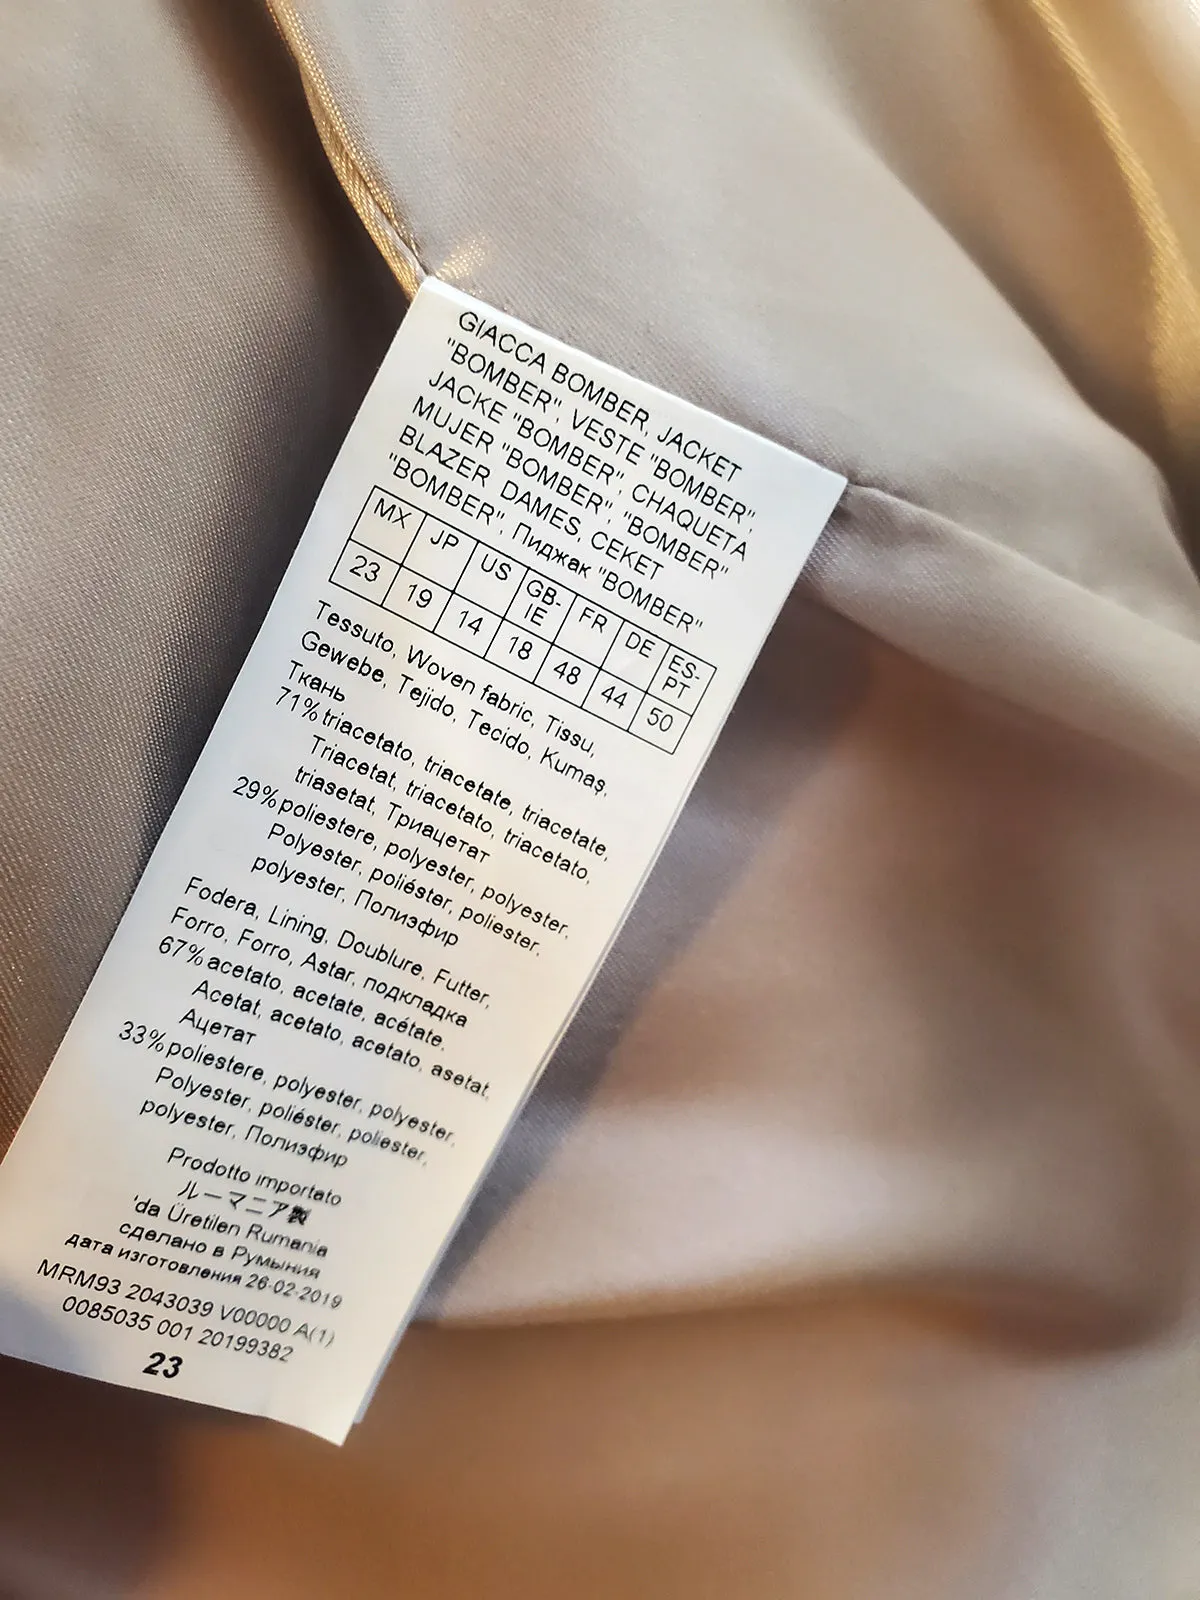 GIACCA BOMBER, JACKET
"BOMBER", VESTE "BOMBER",
JACKE "BOMBER", CHAQUETA
MUJER "BOMBER", "BOMBER"
BLAZER DAMES, CEKET
"BOMBER", Пиджак "BOMBER"
MX JP US GB-IE FR DE ES-PT
23 19 14 18 48 44 50
Tessuto, Woven fabric, Tissu,
Gewebe, Tejido, Tecido, Kumaş,
Ткань
71% triacetato, triacetate, triacetate,
Triacetat, triacetato, triacetato,
triasetat, Триацетат
29% poliestere, polyester, polyester,
Polyester, poliéster, poliester,
polyester, Полиэфир
Fodera, Lining, Doublure, Futter,
Forro, Forro, Astar, подкладка
67% acetato, acetate, acétate,
Acetat, acetato, acetato, asetat,
Ацетат
33% poliestere, polyester, polyester,
Polyester, poliéster, poliester,
polyester, Полиэфир
Prodotto importato
ルーマニア製
'da Üretilen Rumania
сделано в Румыния
дата изготовления 26-02-2019
MRM93 2043039 V00000 A(1)
0085035 001 20199382
23